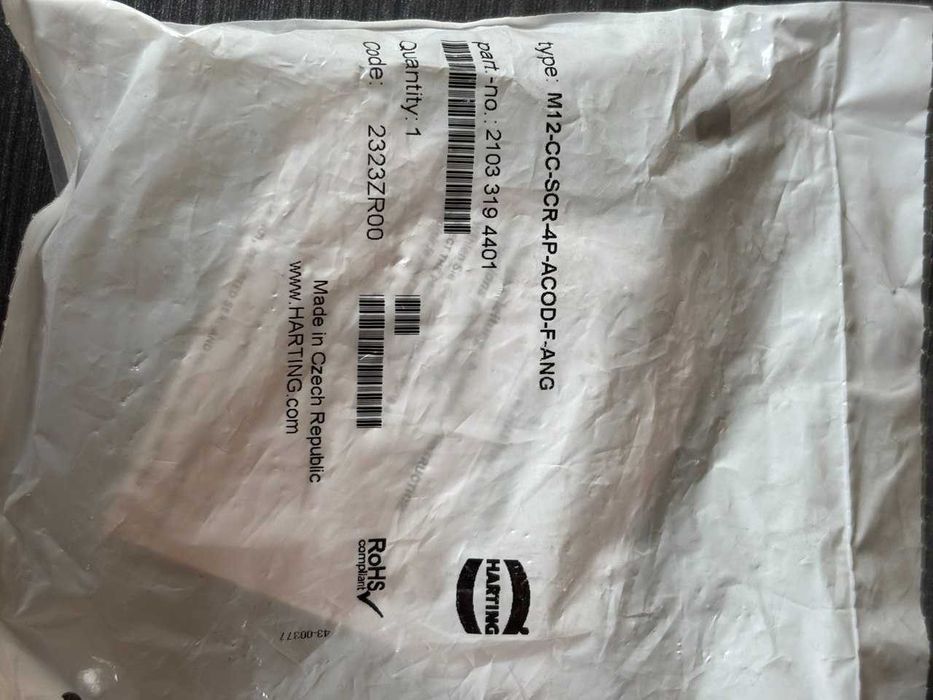 type: M12-CC-SCR-4P-ACOD-F-ANG
part.-no.: 2103 319 4401
Quantity: 1
code: 2323ZR00
Made in Czech Republic
www.HARTING.com
HARTING
RoHS
compliant
43-00377